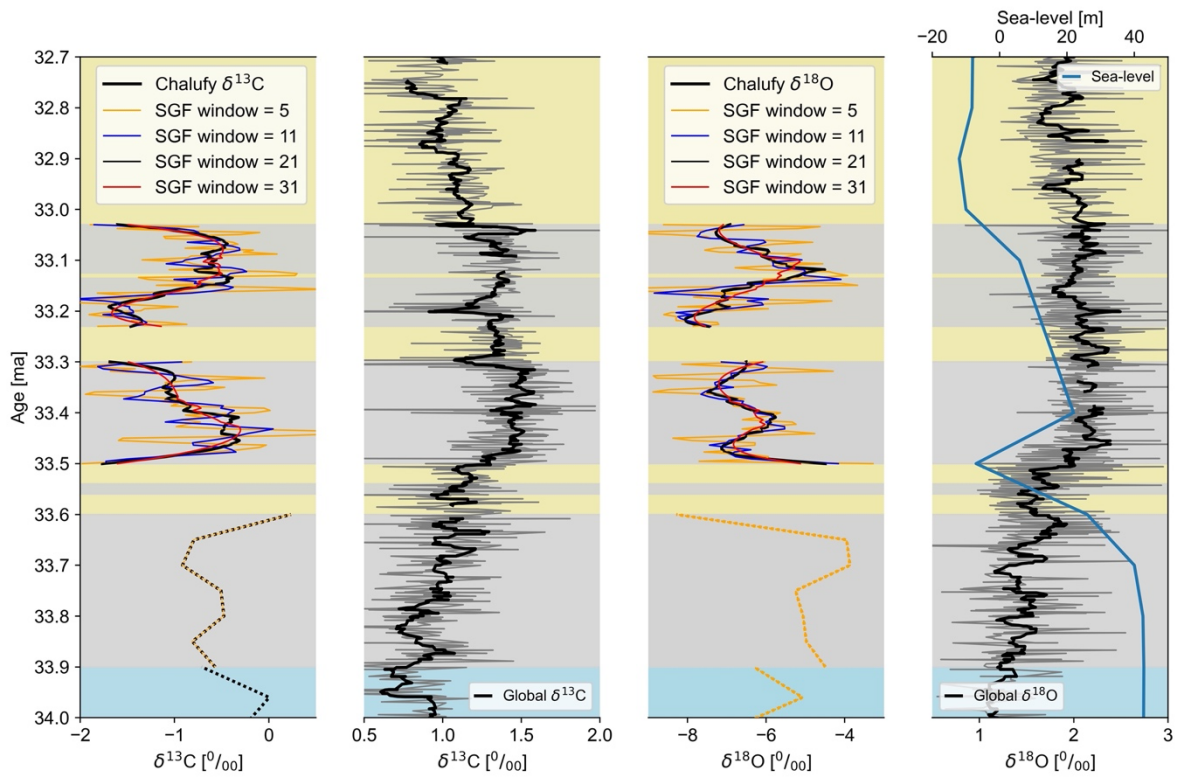 Sea-level [m]
−20 0 20 40
32.7
32.8
32.9
33.0
33.1
33.2
33.3
33.4
33.5
33.6
33.7
33.8
33.9
34.0
Age [ma]
Chalufy δ¹³C
SGF window = 5
SGF window = 11
SGF window = 21
SGF window = 31
−2 −1 0
δ¹³C [⁰/₀₀]
Global δ¹³C
0.5 1.0 1.5 2.0
δ¹³C [⁰/₀₀]
Chalufy δ¹⁸O
SGF window = 5
SGF window = 11
SGF window = 21
SGF window = 31
−8 −6 −4
δ¹⁸O [⁰/₀₀]
Sea-level
Global δ¹⁸O
1 2 3
δ¹⁸O [⁰/₀₀]